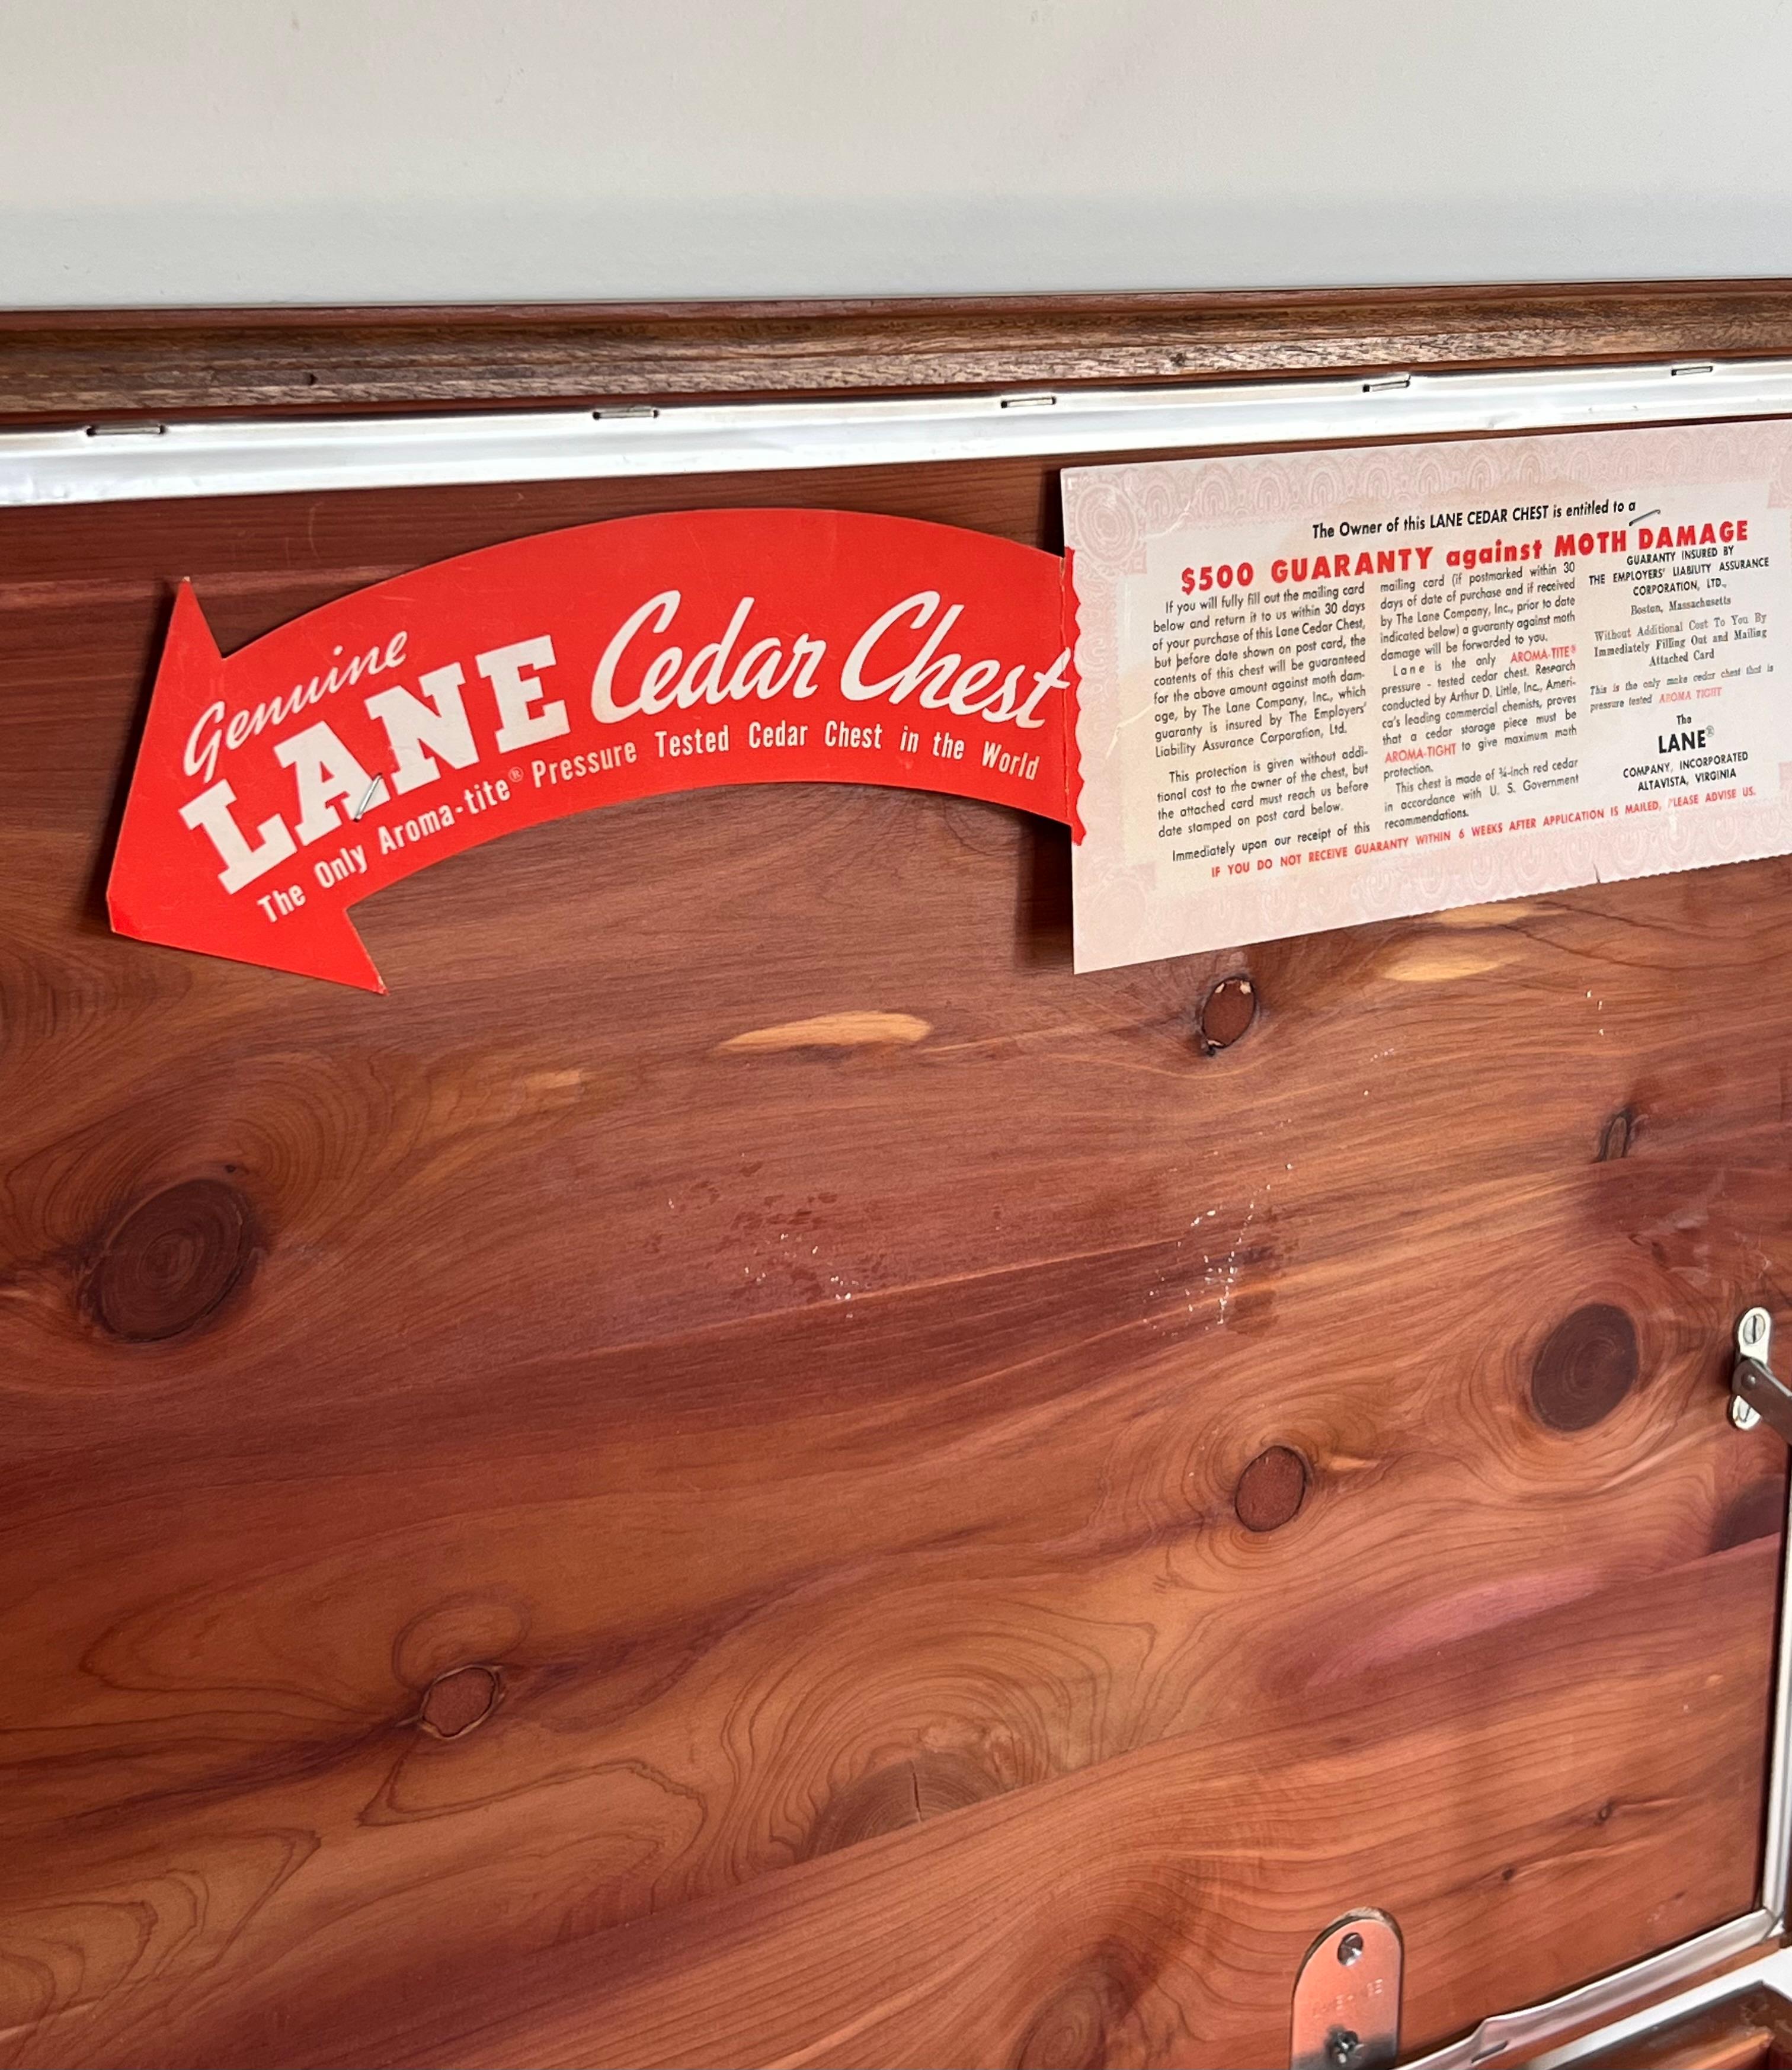 Genuine
LANE Cedar Chest
The Only Aroma-tite® Pressure Tested Cedar Chest in the World
The Owner of this LANE CEDAR CHEST is entitled to a
$500 GUARANTY against MOTH DAMAGE
If you will fully fill out the mailing card
below and return it to us within 30 days
of your purchase of this Lane Cedar Chest,
but before date shown on post card, the
contents of this chest will be guaranteed
for the above amount against moth dam-
age, by The Lane Company, Inc., which
guaranty is insured by The Employers'
Liability Assurance Corporation, Ltd.
This protection is given without addi-
tional cost to the owner of the chest, but
the attached card must reach us before
date stamped on post card below.
Immediately upon our receipt of this
mailing card (if postmarked within 30
days of date of purchase and if received
by The Lane Company, Inc., prior to date
indicated below) a guaranty against moth
damage will be forwarded to you.
Lane is the only AROMA-TITE®
pressure - tested cedar chest. Research
conducted by Arthur D. Little, Inc., Ameri-
ca's leading commercial chemists, proves
that a cedar storage piece must be
AROMA-TIGHT to give maximum moth
protection.
This chest is made of ¾-inch red cedar
in accordance with U. S. Government
recommendations.
GUARANTY INSURED BY
THE EMPLOYERS' LIABILITY ASSURANCE
CORPORATION, LTD.,
Boston, Massachusetts
Without Additional Cost To You By
Immediately Filling Out and Mailing
Attached Card
This is the only make cedar chest that is
pressure tested AROMA TIGHT
The
LANE®
COMPANY, INCORPORATED
ALTAVISTA, VIRGINIA
IF YOU DO NOT RECEIVE GUARANTY WITHIN 6 WEEKS AFTER APPLICATION IS MAILED, PLEASE ADVISE US.